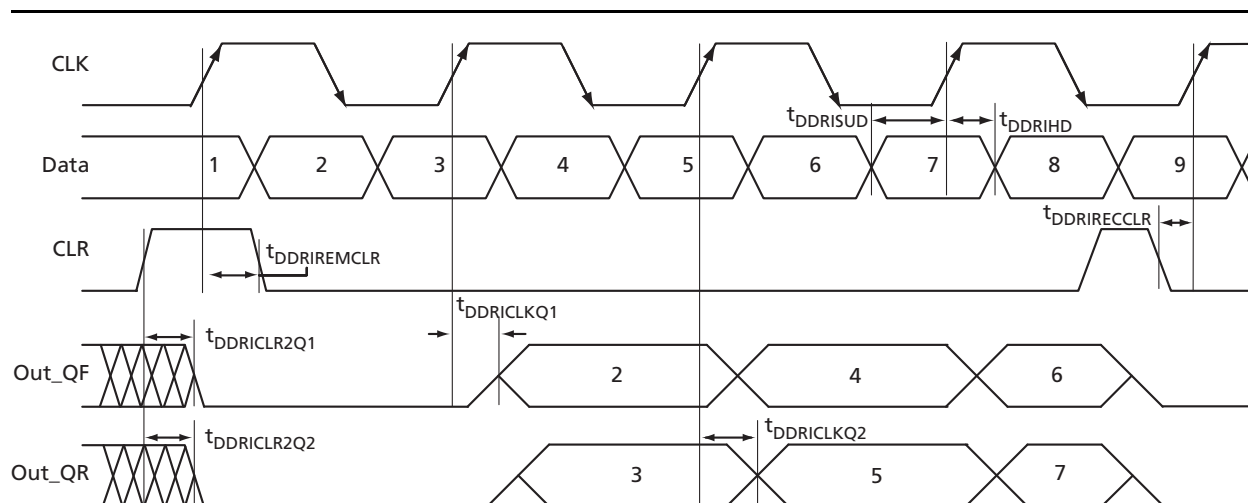 CLK
tDDRISUD tDDRIHD
Data 1 2 3 4 5 6 7 8 9
tDDRIRECCLR
CLR
tDDRIREMCLR
tDDRICLKQ1
tDDRICLR2Q1
Out_QF 2 4 6
tDDRICLR2Q2 tDDRICLKQ2
Out_QR 3 5 7